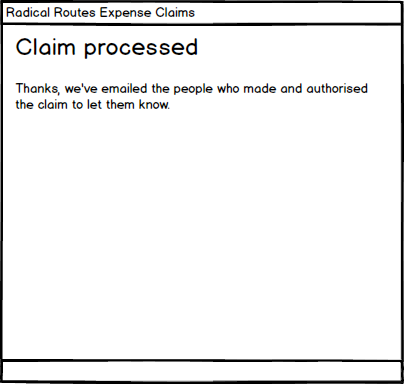 Radical Routes Expense Claims
Claim processed
Thanks, we've emailed the people who made and authorised
the claim to let them know.